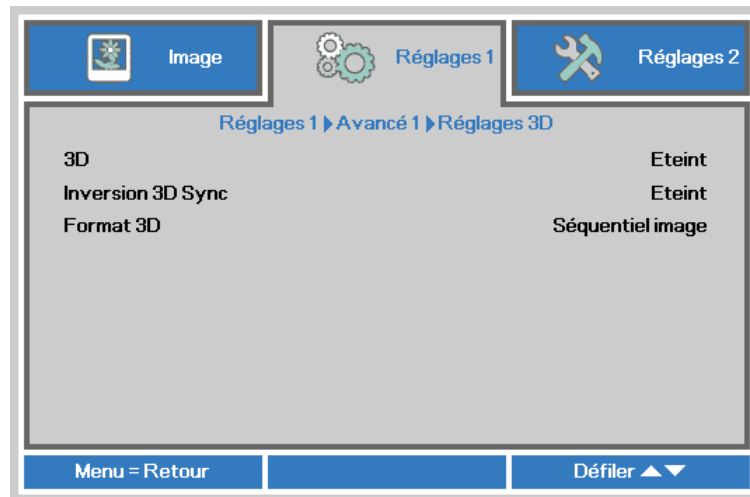 Image
Réglages 1
Réglages 2
Réglages 1 ▶ Avancé 1 ▶ Réglages 3D
3D Eteint
Inversion 3D Sync Eteint
Format 3D Séquentiel image
Menu = Retour
Défiler ▲▼